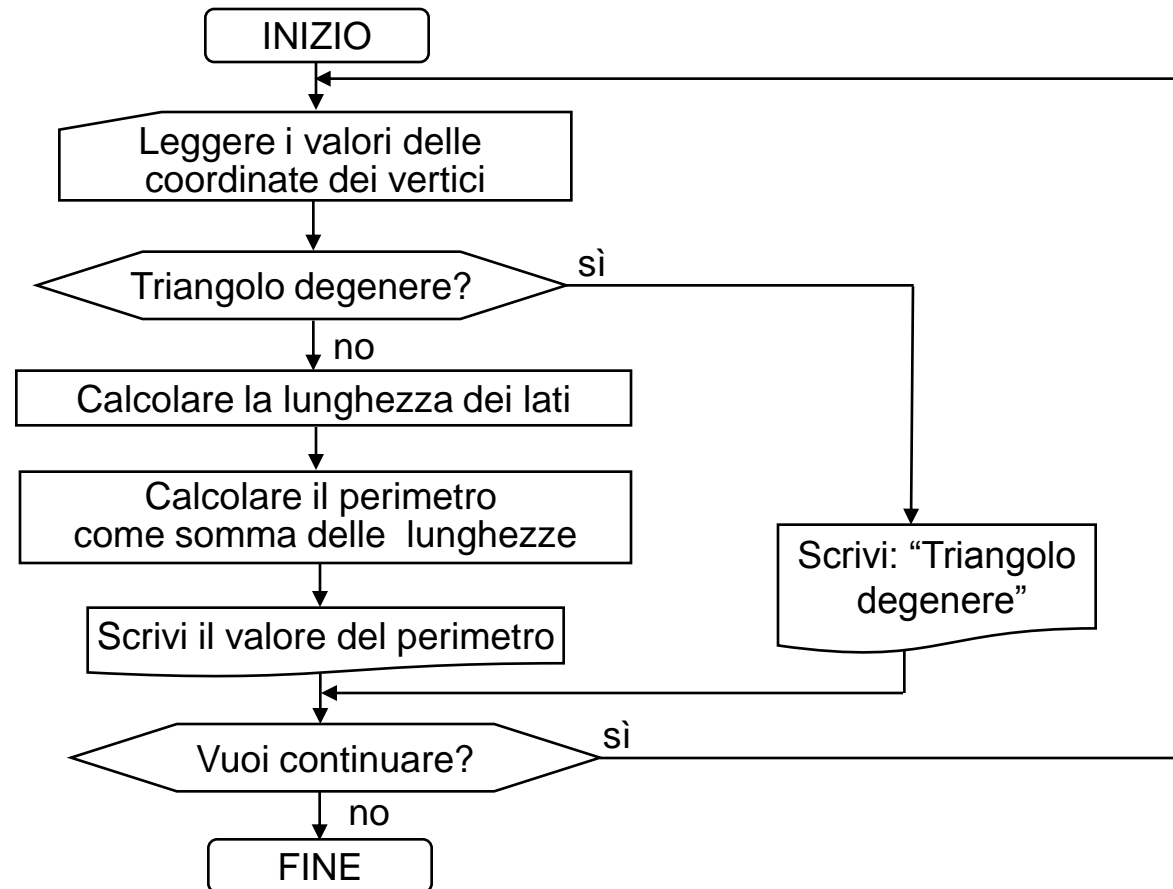 INIZIO
Leggere i valori delle
coordinate dei vertici
Triangolo degenere?
sì
no
Calcolare la lunghezza dei lati
Calcolare il perimetro
come somma delle lunghezze
Scrivi: “Triangolo
degenere”
Scrivi il valore del perimetro
Vuoi continuare?
sì
no
FINE